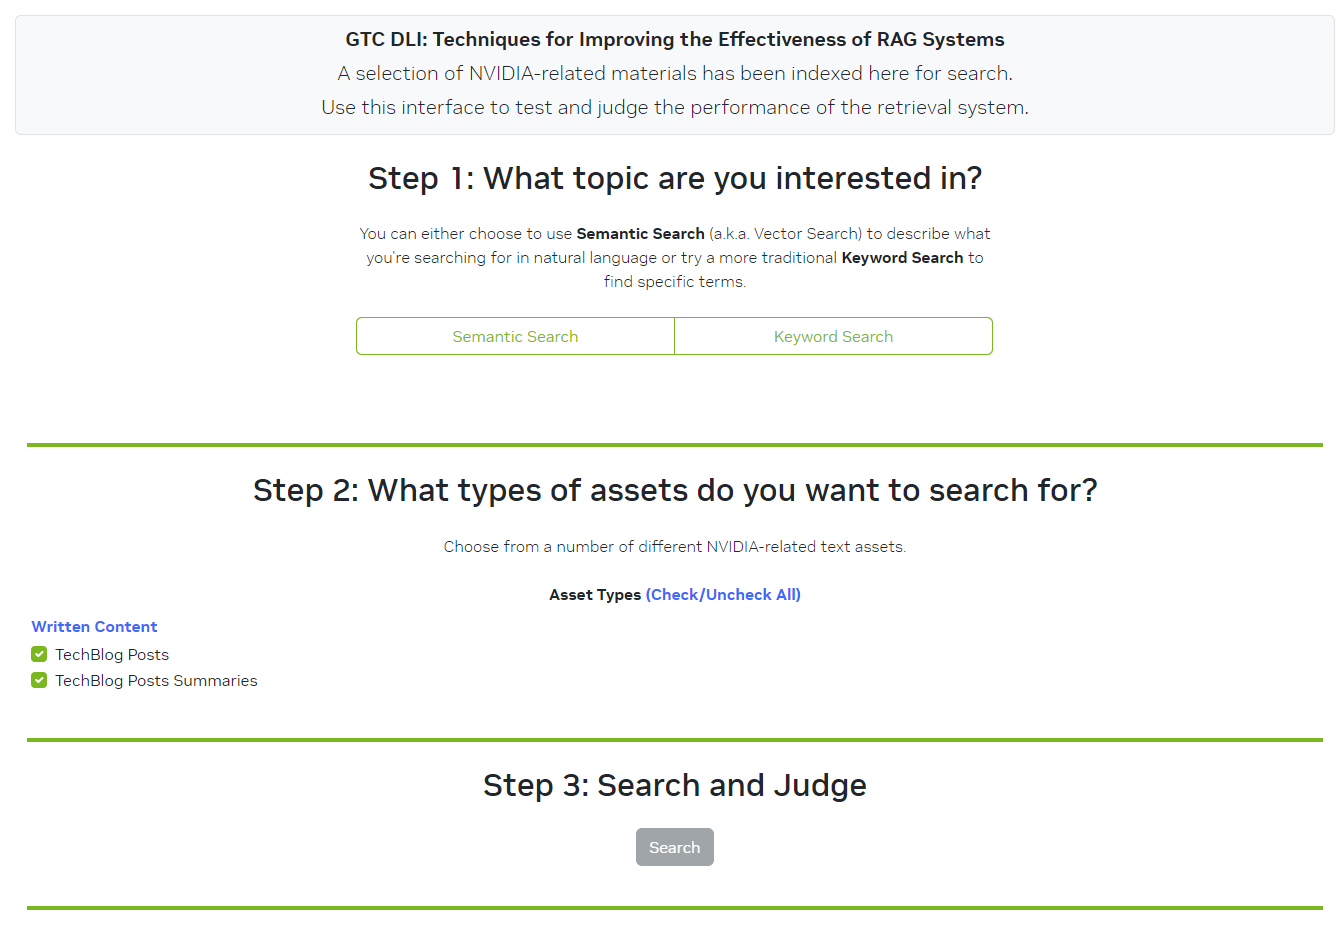 GTC DLI: Techniques for Improving the Effectiveness of RAG Systems
A selection of NVIDIA-related materials has been indexed here for search.
Use this interface to test and judge the performance of the retrieval system.
Step 1: What topic are you interested in?
You can either choose to use Semantic Search (a.k.a. Vector Search) to describe what
you're searching for in natural language or try a more traditional Keyword Search to
find specific terms.
Semantic Search
Keyword Search
Step 2: What types of assets do you want to search for?
Choose from a number of different NVIDIA-related text assets.
Asset Types (Check/Uncheck All)
Written Content
TechBlog Posts
TechBlog Posts Summaries
Step 3: Search and Judge
Search